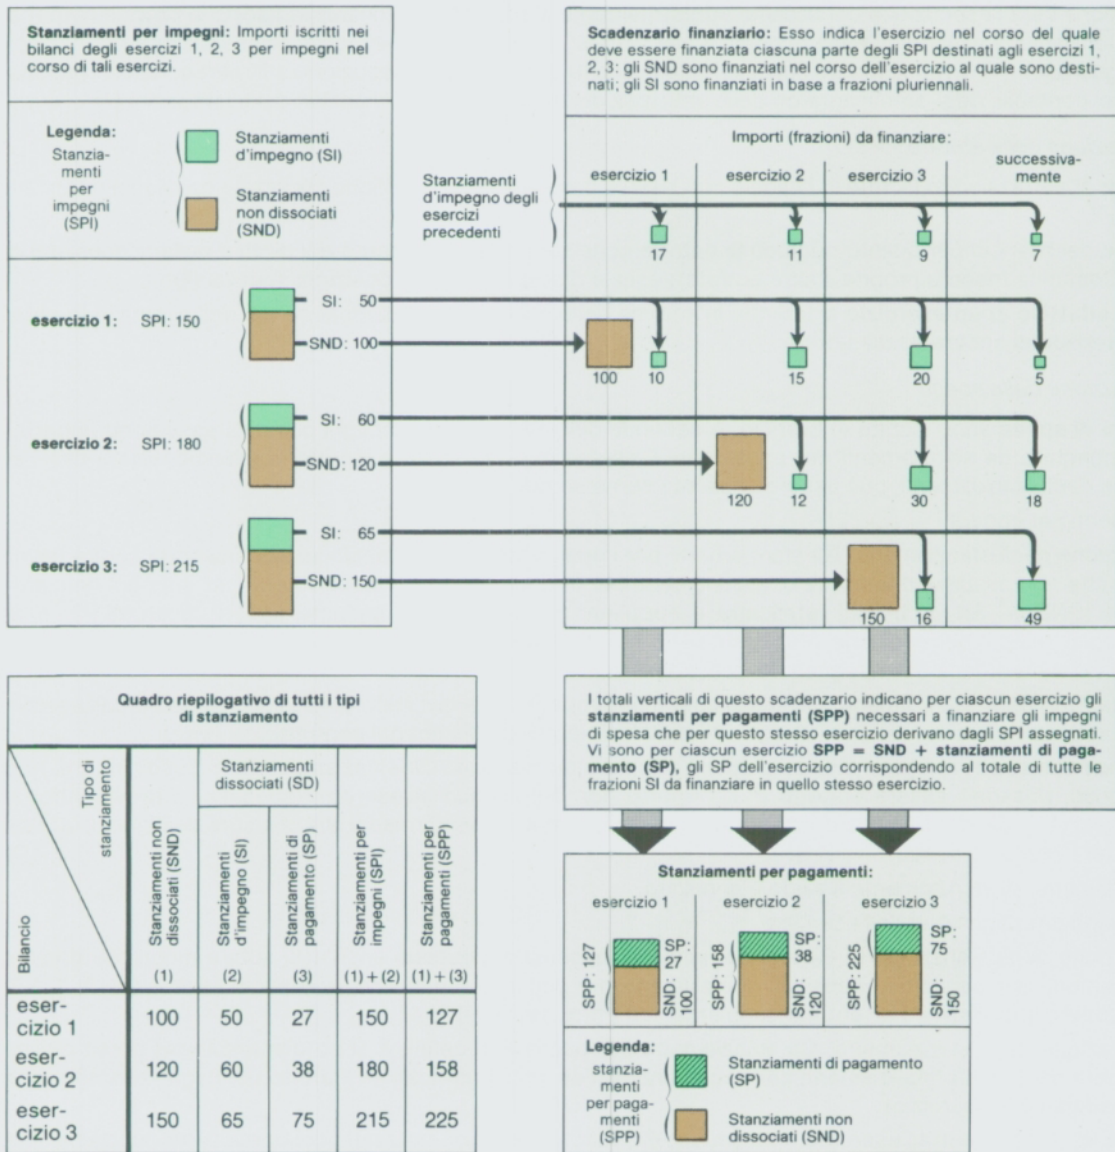 Stanziamenti per impegni: Importi iscritti nei
bilanci degli esercizi 1, 2, 3 per impegni nel
corso di tali esercizi.
Legenda:
Stanzia-
menti
per
impegni
(SPI)
Stanziamenti
d'impegno (SI)
Stanziamenti
non dissociati
(SND)
Scadenzario finanziario: Esso indica l'esercizio nel corso del quale
deve essere finanziata ciascuna parte degli SPI destinati agli esercizi 1,
2, 3: gli SND sono finanziati nel corso dell'esercizio al quale sono desti-
nati; gli SI sono finanziati in base a frazioni pluriennali.
Importi (frazioni) da finanziare:
esercizio 1
esercizio 2
esercizio 3
successiva-
mente
Stanziamenti
d'impegno degli
esercizi
precedenti
17
11
9
7
esercizio 1: SPI: 150
SI: 50
SND: 100
100
10
15
20
5
esercizio 2: SPI: 180
SI: 60
SND: 120
120
12
30
18
esercizio 3: SPI: 215
SI: 65
SND: 150
150
16
49
I totali verticali di questo scadenzario indicano per ciascun esercizio gli
stanziamenti per pagamenti (SPP) necessari a finanziare gli impegni
di spesa che per questo stesso esercizio derivano dagli SPI assegnati.
Vi sono per ciascun esercizio SPP = SND + stanziamenti di paga-
mento (SP), gli SP dell'esercizio corrispondendo al totale di tutte le
frazioni SI da finanziare in quello stesso esercizio.
Quadro riepilogativo di tutti i tipi
di stanziamento
Tipo di
stanziamento
Bilancio
Stanziamenti non
dissociati (SND)
(1)
Stanziamenti
dissociati (SD)
Stanziamenti
d'impegno (SI)
(2)
Stanziamenti di
pagamento (SP)
(3)
Stanziamenti per
impegni (SPI)
(1) + (2)
Stanziamenti per
pagamenti (SPP)
(1) + (3)
eser-
cizio 1
100 50 27 150 127
eser-
cizio 2
120 60 38 180 158
eser-
cizio 3
150 65 75 215 225
Stanziamenti per pagamenti:
esercizio 1
SPP: 127
SP:
27
SND:
100
esercizio 2
SPP: 158
SP:
38
SND:
120
esercizio 3
SPP: 225
SP:
75
SND:
150
Legenda:
stanzia-
menti
per paga-
menti
(SPP)
Stanziamenti di pagamento
(SP)
Stanziamenti non
dissociati (SND)